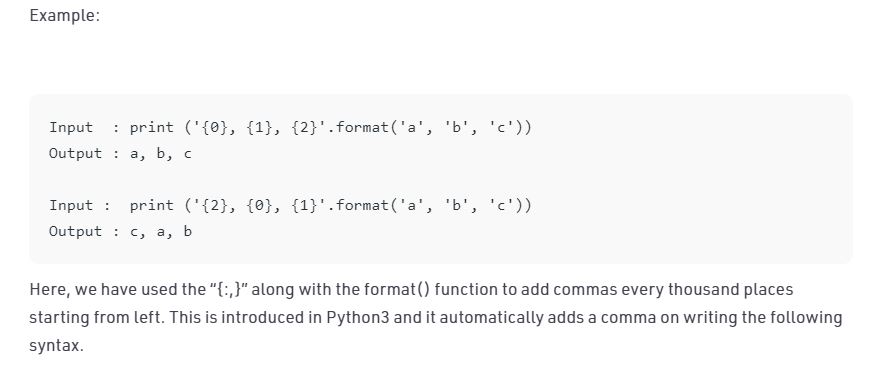 Example:
Input  : print ('{0}, {1}, {2}'.format('a', 'b', 'c'))
Output : a, b, c
Input :  print ('{2}, {0}, {1}'.format('a', 'b', 'c'))
Output : c, a, b
Here, we have used the “{:,}” along with the format() function to add commas every thousand places
starting from left. This is introduced in Python3 and it automatically adds a comma on writing the following
syntax.